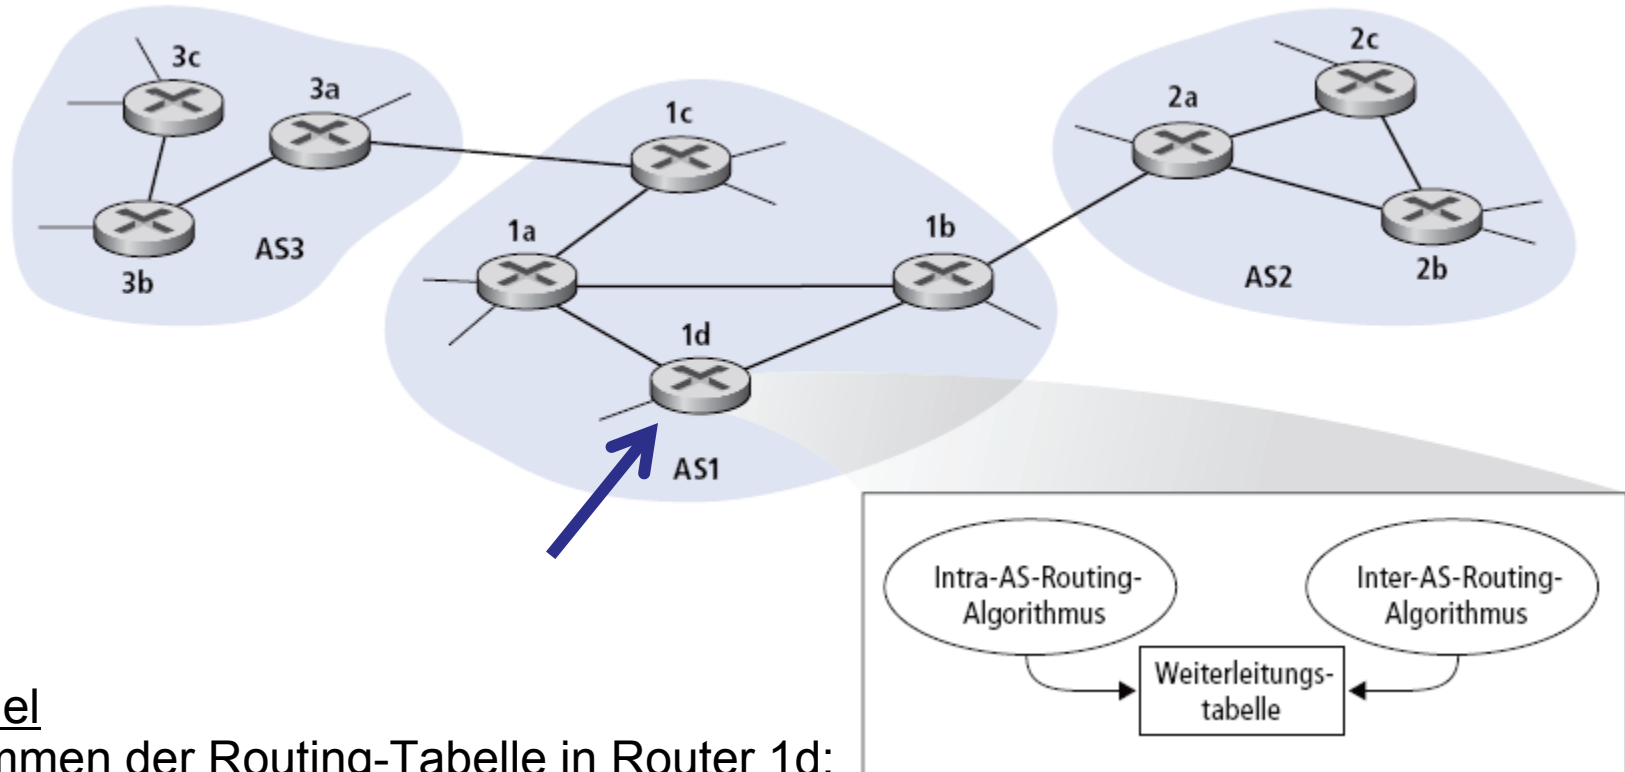 3c
3a
1c
2c
2a
1a
1b
AS3
3b
AS2
2b
1d
AS1
Intra-AS-Routing-
Algorithmus
Inter-AS-Routing-
Algorithmus
Weiterleitungs-
tabelle
el
mmen der Routing-Tabelle in Router 1d: